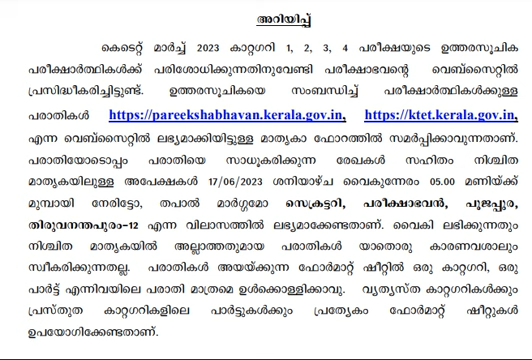 അറിയിപ്പ്
കെടെറ്റ് മാർച്ച് 2023 കാറ്റഗറി 1, 2, 3, 4 പരീക്ഷയുടെ ഉത്തരസൂചിക
പരീക്ഷാർത്ഥികൾക്ക് പരിശോധിക്കുന്നതിനുവേണ്ടി പരീക്ഷാഭവന്റെ വെബ്സൈറ്റിൽ
പ്രസിദ്ധീകരിച്ചിട്ടുണ്ട്. ഉത്തരസൂചികയെ സംബന്ധിച്ച് പരീക്ഷാർത്ഥികൾക്കുള്ള
പരാതികൾ https://pareekshabhavan.kerala.gov.in, https://ktet.kerala.gov.in,
എന്ന വെബ്സൈറ്റിൽ ലഭ്യമാക്കിയിട്ടുള്ള മാതൃകാ ഫോറത്തിൽ സമർപ്പിക്കാവുന്നതാണ്.
പരാതിയോടൊപ്പം പരാതിയെ സാധൂകരിക്കുന്ന രേഖകൾ സഹിതം നിശ്ചിത
മാതൃകയിലുള്ള അപേക്ഷകൾ 17/06/2023 ശനിയാഴ്ച വൈകുന്നേരം 05.00 മണിയ്ക്ക്
മുമ്പായി നേരിട്ടോ, തപാൽ മാർഗ്ഗമോ സെക്രട്ടറി, പരീക്ഷാഭവൻ, പൂജപ്പുര,
തിരുവനന്തപുരം-12 എന്ന വിലാസത്തിൽ ലഭ്യമാക്കേണ്ടതാണ്. വൈകി ലഭിക്കുന്നതും
നിശ്ചിത മാതൃകയിൽ അല്ലാത്തതുമായ പരാതികൾ യാതൊരു കാരണവശാലും
സ്വീകരിക്കുന്നതല്ല. പരാതികൾ അയയ്ക്കുന്ന ഫോർമാറ്റ് ഷീറ്റിൽ ഒരു കാറ്റഗറി, ഒരു
പാർട്ട് എന്നിവയിലെ പരാതി മാത്രമെ ഉൾക്കൊള്ളിക്കാവു. വ്യത്യസ്ത കാറ്റഗറികൾക്കും
പ്രസ്തുത കാറ്റഗറികളിലെ പാർട്ടുകൾക്കും പ്രത്യേകം ഫോർമാറ്റ് ഷീറ്റുകൾ
ഉപയോഗിക്കേണ്ടതാണ്.